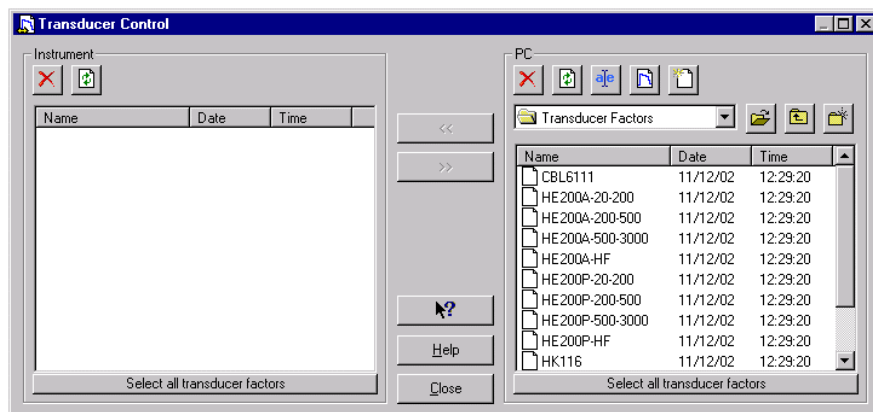 Transducer Control
Instrument
Name Date Time
Select all transducer factors
<<
>>
?
Help
Close
PC
a e
Transducer Factors
Name Date Time
CBL6111 11/12/02 12:29:20
HE200A-20-200 11/12/02 12:29:20
HE200A-200-500 11/12/02 12:29:20
HE200A-500-3000 11/12/02 12:29:20
HE200A-HF 11/12/02 12:29:20
HE200P-20-200 11/12/02 12:29:20
HE200P-200-500 11/12/02 12:29:20
HE200P-500-3000 11/12/02 12:29:20
HE200P-HF 11/12/02 12:29:20
HK116 11/12/02 12:29:20
Select all transducer factors